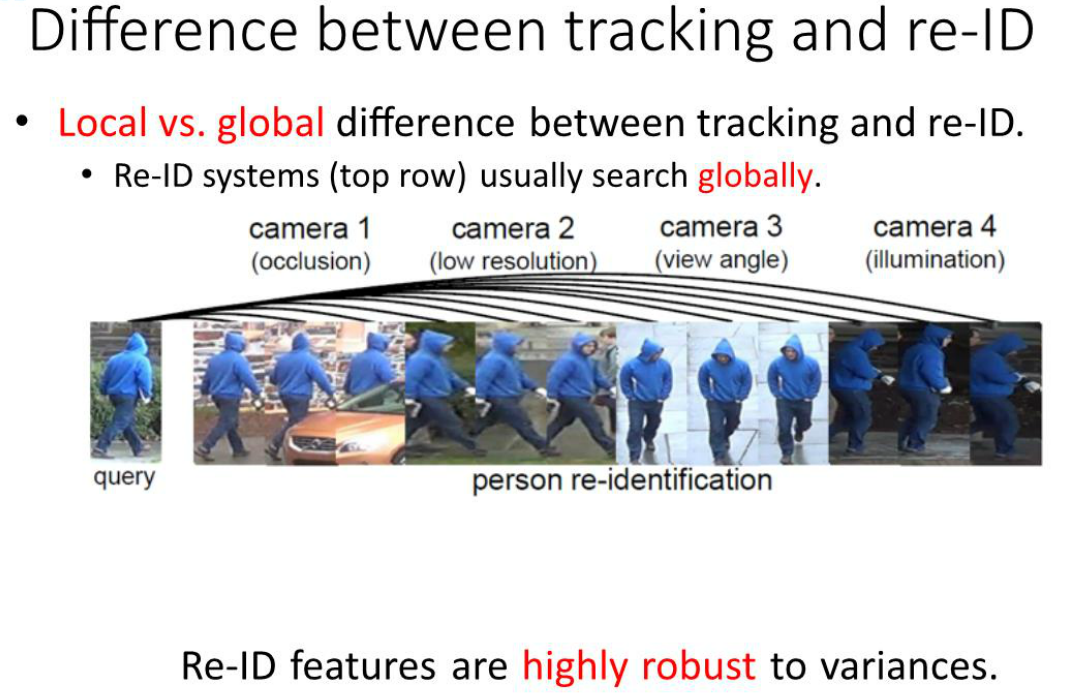 Difference between tracking and re-ID
• Local vs. global difference between tracking and re-ID.
• Re-ID systems (top row) usually search globally.
camera 1 camera 2 camera 3 camera 4
(occlusion) (low resolution) (view angle) (illumination)
query person re-identification
Re-ID features are highly robust to variances.